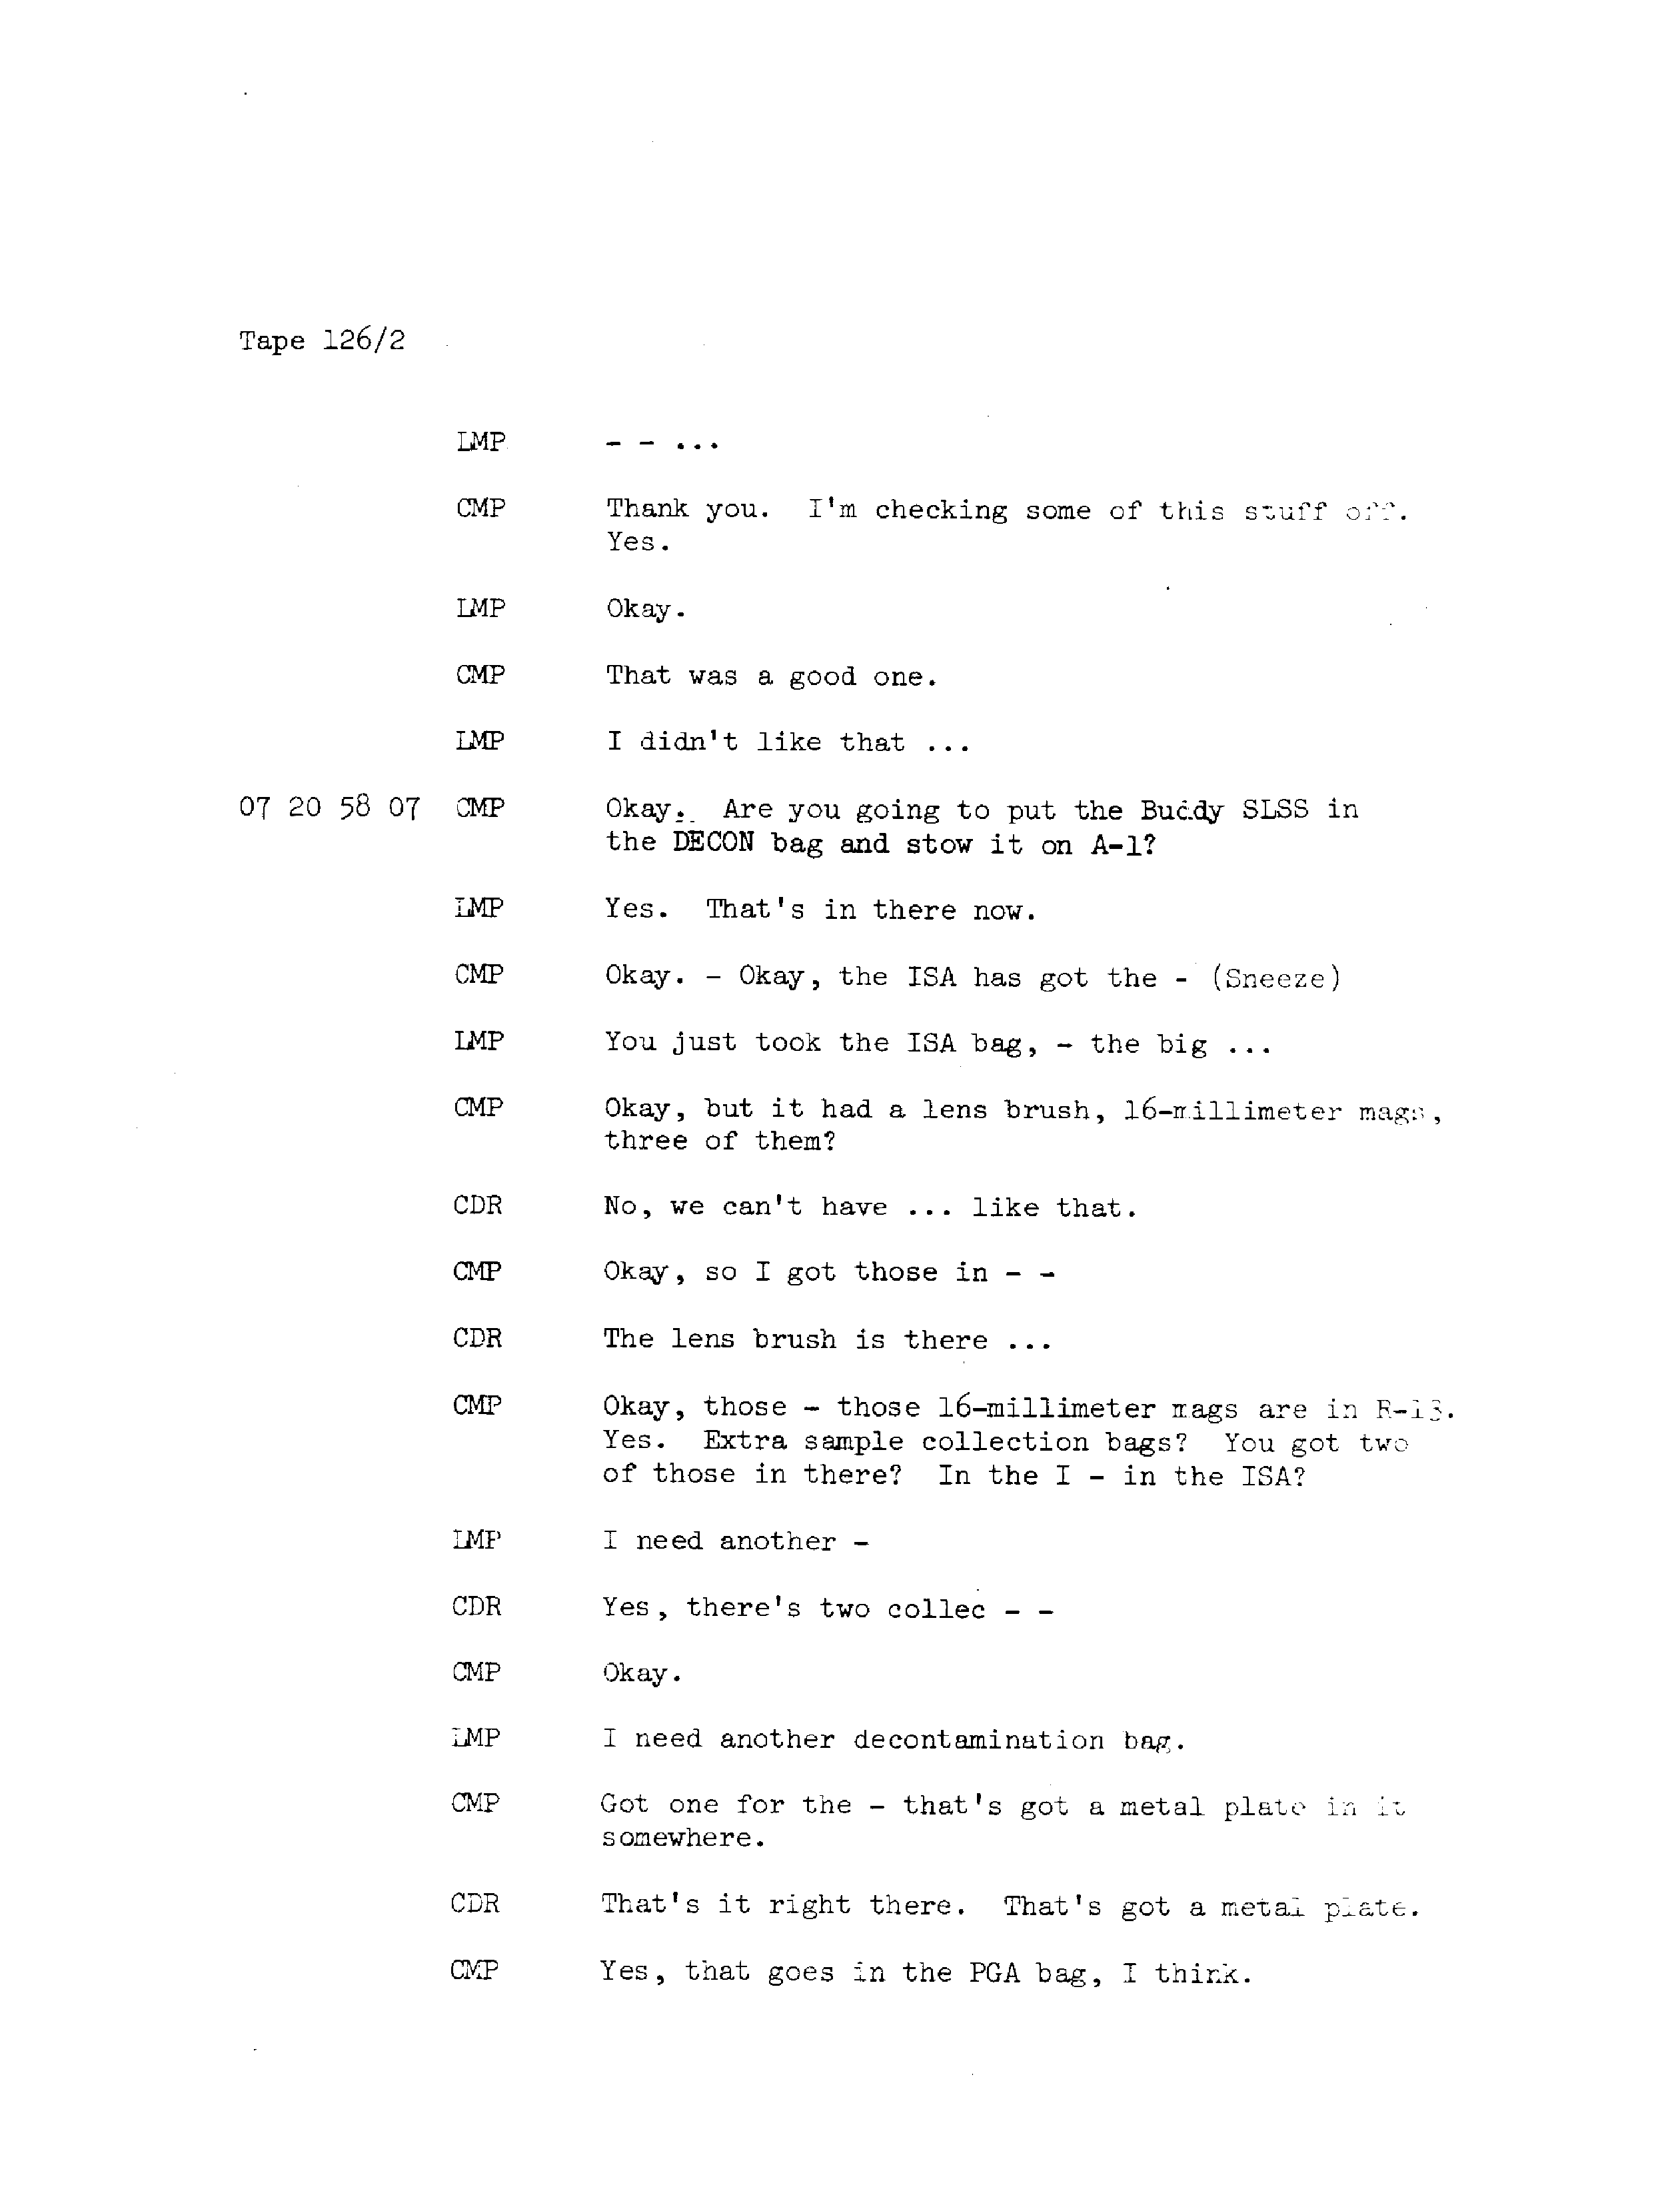 Tape 126/2
LMP - - ...
CMP Thank you. I'm checking some of this stuff off.
Yes.
LMP Okay.
CMP That was a good one.
LMP I didn't like that ...
07 20 58 07 CMP Okay. Are you going to put the Buddy SLSS in
the DECON bag and stow it on A-1?
LMP Yes. That's in there now.
CMP Okay. - Okay, the ISA has got the - (Sneeze)
LMP You just took the ISA bag, - the big ...
CMP Okay, but it had a lens brush, 16-millimeter mags,
three of them?
CDR No, we can't have ... like that.
CMP Okay, so I got those in - -
CDR The lens brush is there ...
CMP Okay, those - those 16-millimeter mags are in R-13.
Yes. Extra sample collection bags? You got two
of those in there? In the I - in the ISA?
LMP I need another -
CDR Yes, there's two collec - -
CMP Okay.
LMP I need another decontamination bag.
CMP Got one for the - that's got a metal plate in it
somewhere.
CDR That's it right there. That's got a metal plate.
CMP Yes, that goes in the PGA bag, I think.